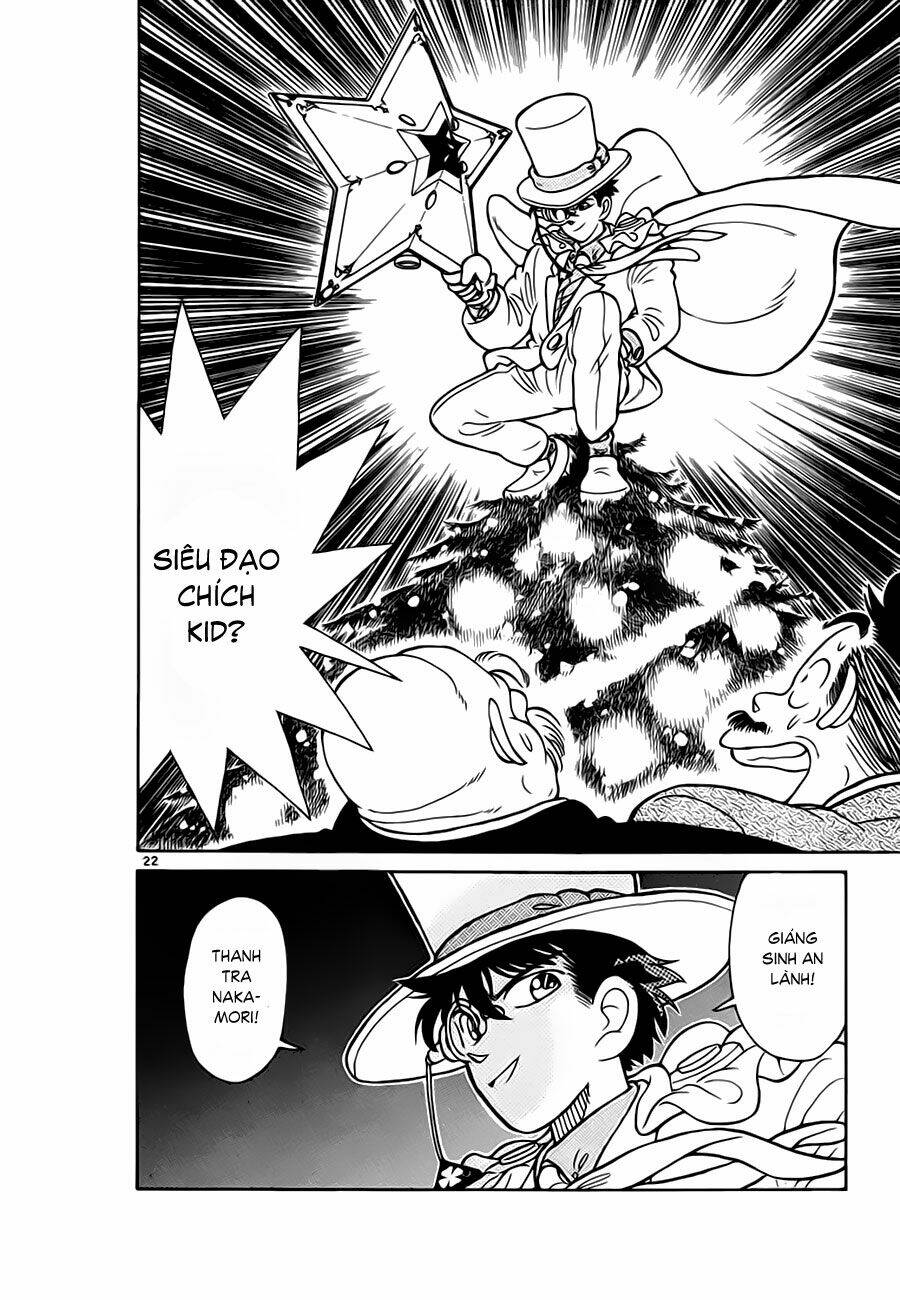 SIÊU ĐẠO
CHÍCH
KID?
22
GIÁNG
SINH AN
LÀNH!
THANH
TRA
NAKA-
MORI!